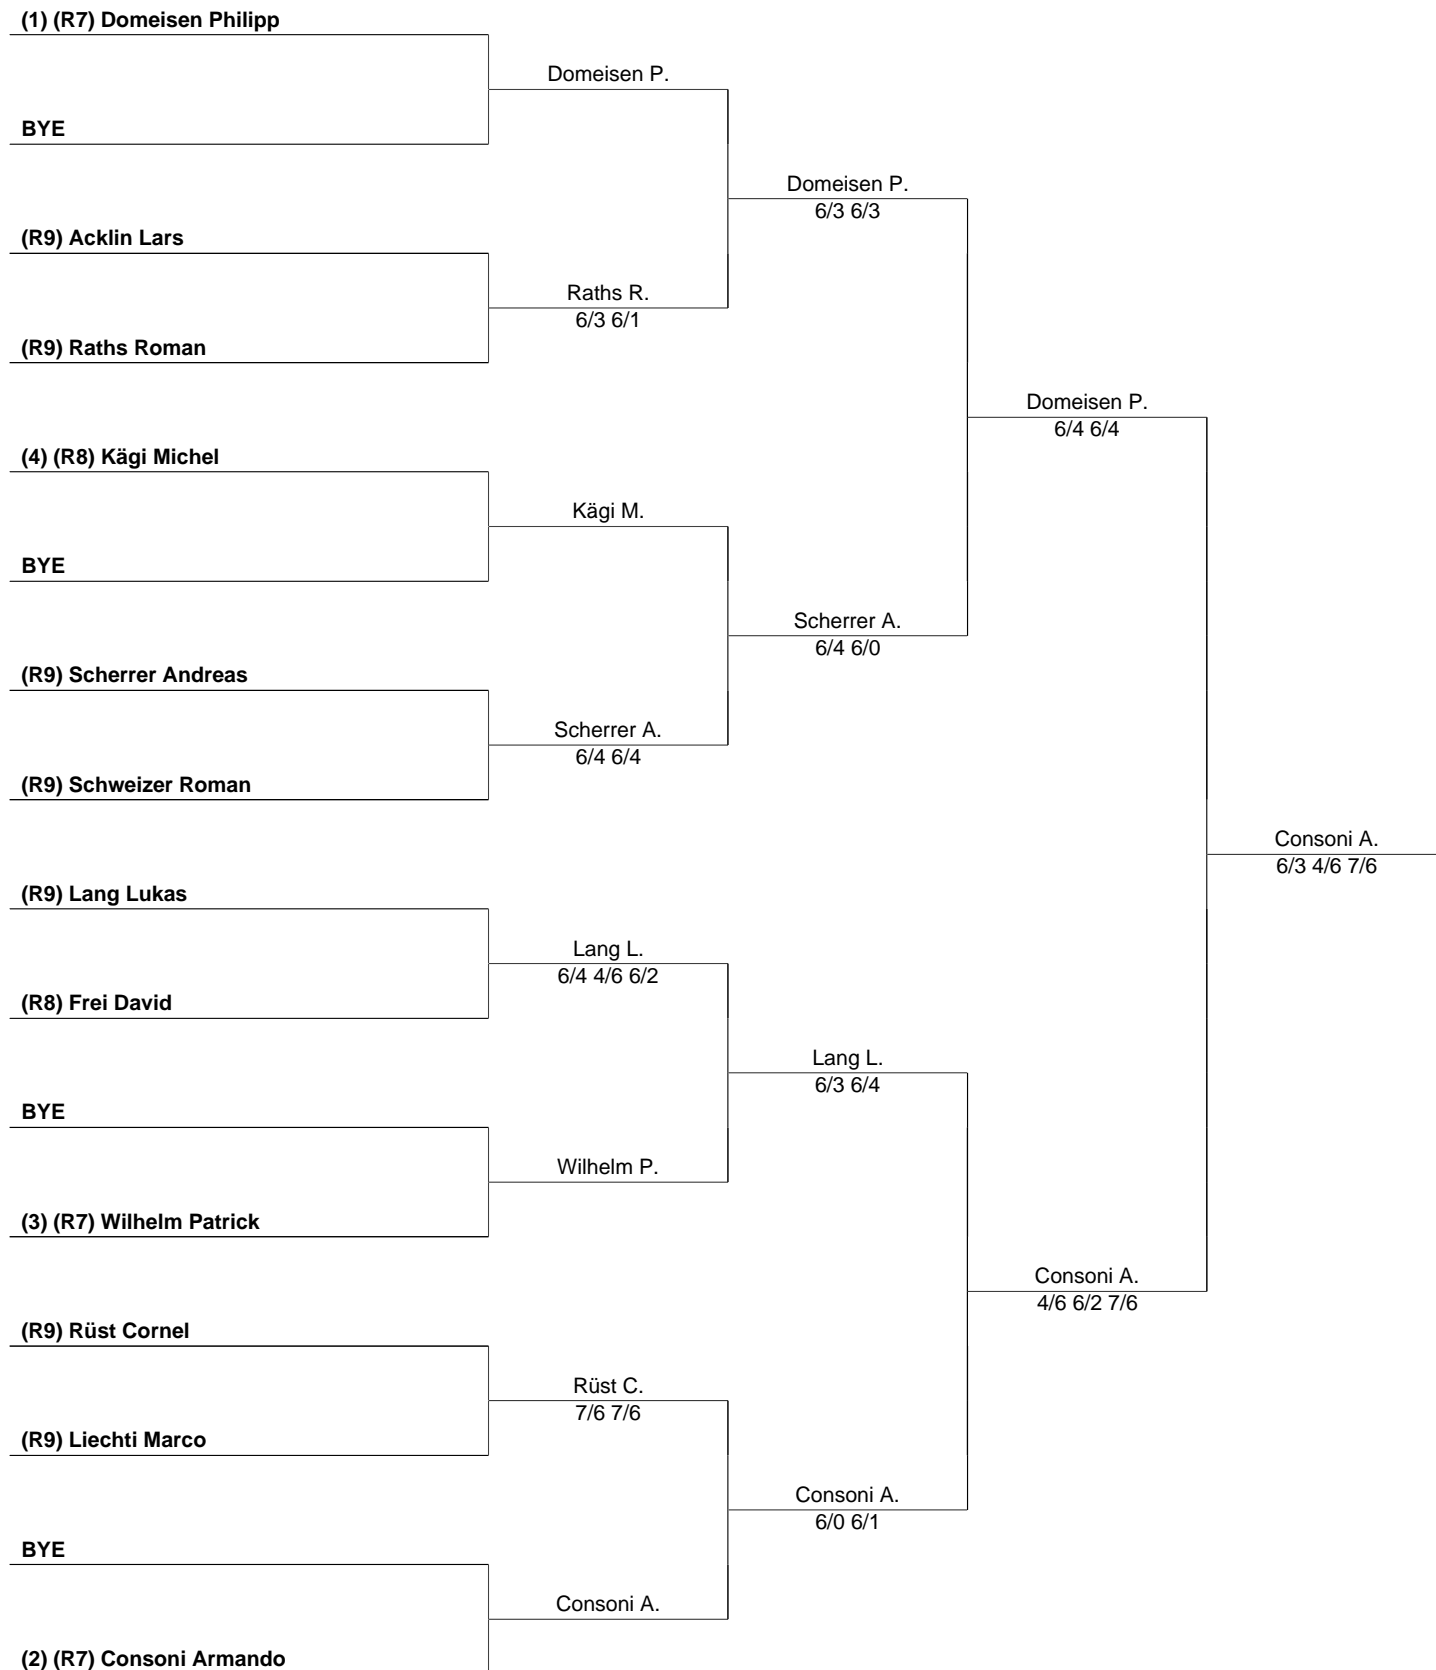 (1) (R7) Domeisen Philipp
Domeisen P.
BYE
Domeisen P.
6/3 6/3
(R9) Acklin Lars
Raths R.
6/3 6/1
(R9) Raths Roman
Domeisen P.
6/4 6/4
(4) (R8) Kägi Michel
Kägi M.
BYE
Scherrer A.
6/4 6/0
(R9) Scherrer Andreas
Scherrer A.
6/4 6/4
(R9) Schweizer Roman
Consoni A.
6/3 4/6 7/6
(R9) Lang Lukas
Lang L.
6/4 4/6 6/2
(R8) Frei David
Lang L.
6/3 6/4
BYE
Wilhelm P.
(3) (R7) Wilhelm Patrick
Consoni A.
4/6 6/2 7/6
(R9) Rüst Cornel
Rüst C.
7/6 7/6
(R9) Liechti Marco
Consoni A.
6/0 6/1
BYE
Consoni A.
(2) (R7) Consoni Armando